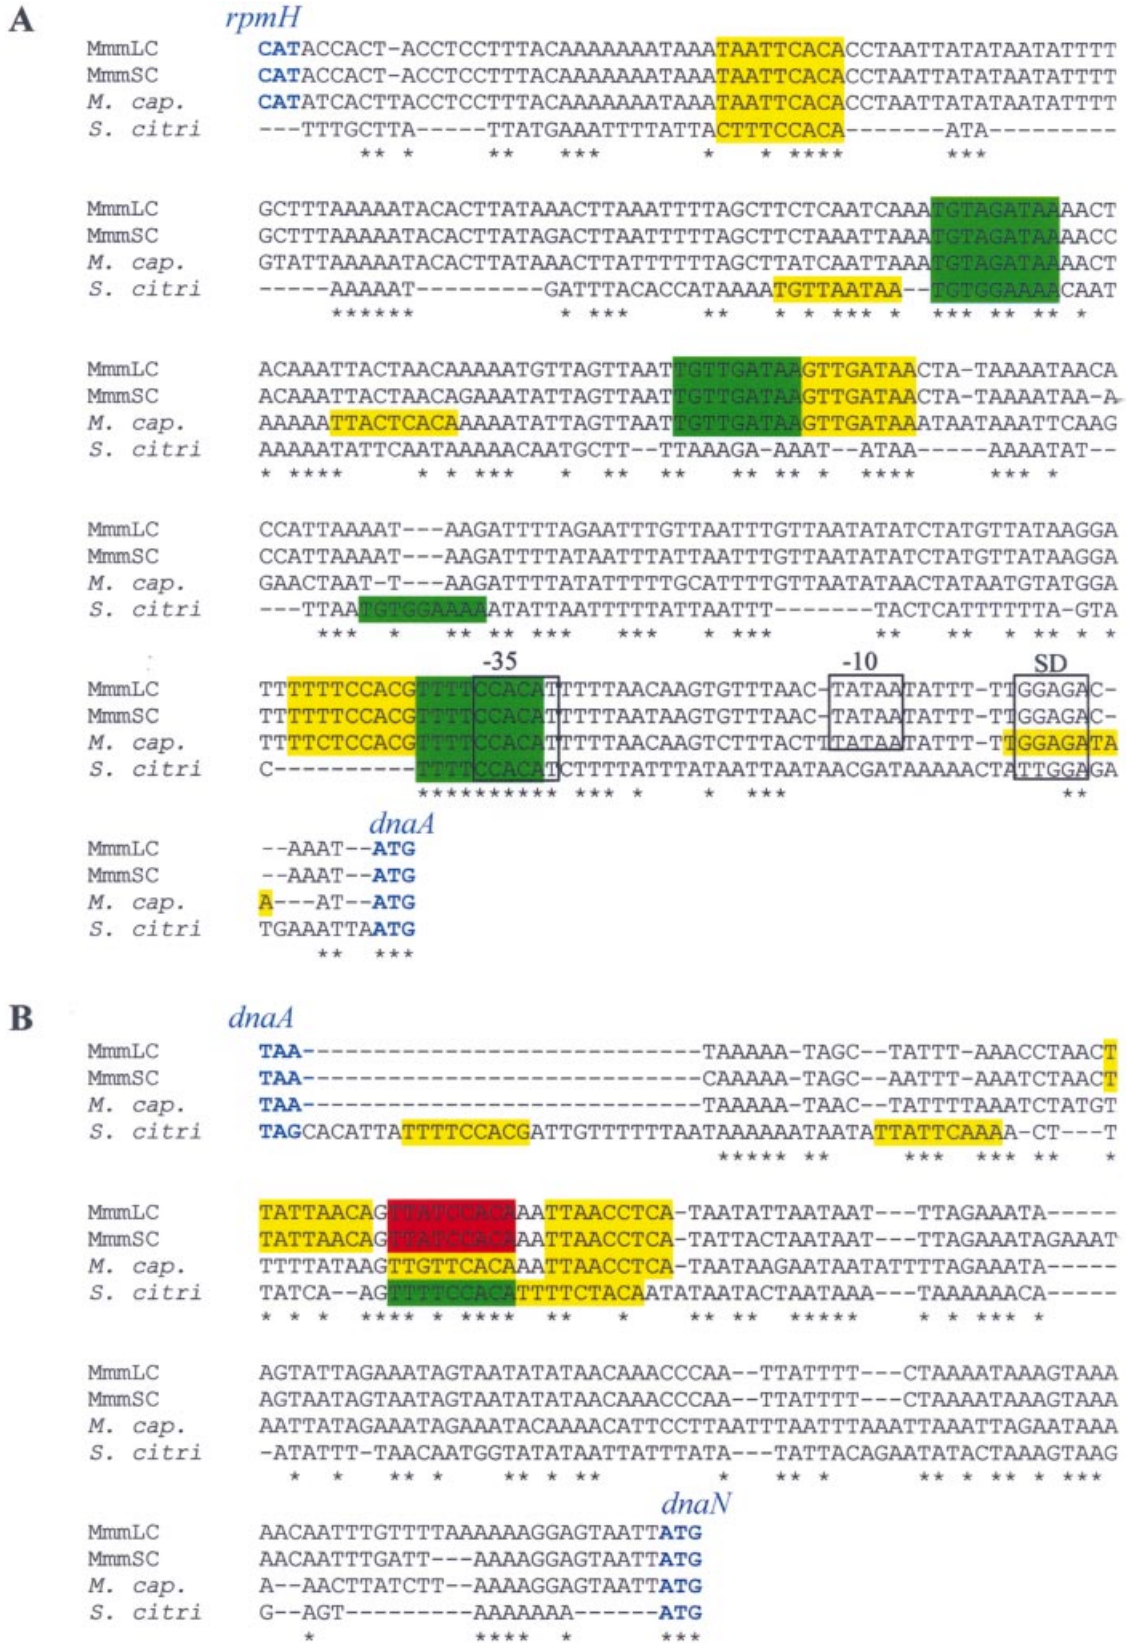 A
rpmH
MmmLC CATACCACT-ACCTCCTTTACAAAAAAATAAATAATTCACACCTAATTATATAATATTTT
MmmSC CATACCACT-ACCTCCTTTACAAAAAAATAAATAATTCACACCTAATTATATAATATTTT
M. cap. CATATCACTTACCTCCTTTACAAAAAAATAAATAATTCACACCTAATTATATAATATTTT
S. citri ---TTTGCTTA-----TTATGAAATTTTATTACTTTCCACA-------ATA---------
** * ** *** * * **** ***
MmmLC GCTTTAAAAATACACTTATAAACTTAAATTTTAGCTTCTCAATCAAATGTAGATAAAACT
MmmSC GCTTTAAAAATACACTTATAGACTTAATTTTTAGCTTCTAAATTAAATGTAGATAAAACC
M. cap. GTATTAAAAATACACTTATAAACTTATTTTTTAGCTTATCAATTAAATGTAGATAAAACT
S. citri -----AAAAAT---------GATTTACACCATAAAATGTTAATAA--TGTGGAAAACAAT
****** * *** ** * * *** * *** ** ** *
MmmLC ACAAATTACTAACAAAAATGTTAGTTAATTGTTGATAAGTTGATAACTA-TAAAATAACA
MmmSC ACAAATTACTAACAGAAATATTAGTTAATTGTTGATAAGTTGATAACTA-TAAAATAA-A
M. cap. AAAAATTACTCACAAAAATATTAGTTAATTGTTGATAAGTTGATAAATAATAAATTCAAG
S. citri AAAAATATTCAATAAAAACAATGCTT--TTAAAGA-AAAT--ATAA-----AAAATAT--
* **** * * *** * ** ** ** ** * **** *** *
MmmLC CCATTAAAAT---AAGATTTTAGAATTTGTTAATTTGTTAATATATCTATGTTATAAGGA
MmmSC CCATTAAAAT---AAGATTTTATAATTTATTAATTTGTTAATATATCTATGTTATAAGGA
M. cap. GAACTAAT-T---AAGATTTTATATTTTTGCATTTTGTTAATATAACTATAATGTATGGA
S. citri ---TTAATGTGGAAAAATATTAATTTTTATTAATTT-------TACTCATTTTTTA-GTA
*** * ** ** *** *** * *** ** ** * ** * *
-35 -10 SD
MmmLC TTTTTTCCACGTTTTCCACATTTTTAACAAGTGTTTAAC-TATAATATTT-TTGGAGAC-
MmmSC TTTTTTCCACGTTTTCCACATTTTTAATAAGTGTTTAAC-TATAATATTT-TTGGAGAC-
M. cap. TTTTCTCCACGTTTTCCACATTTTTAACAAGTCTTTACTTTATAATATTT-TTGGAGATA
S. citri C----------TTTTCCACATCTTTTATTTATAATTAATAACGATAAAAACTATTGGAGA
********** *** * * *** **
dnaA
MmmLC --AAAT--ATG
MmmSC --AAAT--ATG
M. cap. A---AT--ATG
S. citri TGAAATTAATG
** ***
B
dnaA
MmmLC TAA----------------------------TAAAAA-TAGC--TATTT-AAACCTAACT
MmmSC TAA----------------------------CAAAAA-TAGC--AATTT-AAATCTAACT
M. cap. TAA----------------------------TAAAAA-TAAC--TATTTTAAATCTATGT
S. citri TAGCACATTATTTTCCACGATTGTTTTTTAATAAAAAATAATATTATTCAAAA-CT---T
***** ** *** *** ** *
MmmLC TATTAACAGTTATCCACAAATTAACCTCA-TAATATTAATAAT---TTAGAAATA-----
MmmSC TATTAACAGTTATCCACAAATTAACCTCA-TATTACTAATAAT---TTAGAAATAGAAAT
M. cap. TTTTATAAGTTGTTCACAAATTAACCTCA-TAATAAGAATAATATTTTAGAAATA-----
S. citri TATCA--AGTTTTCCACATTTTCTACAATATAATACTAATAAA---TAAAAAACA-----
* * * **** * **** ** * ** ** ***** * ** *** *
MmmLC AGTATTAGAAATAGTAATATATAACAAACCCAA--TTATTTT---CTAAAATAAAGTAAA
MmmSC AGTAATAGTAATAGTAATATATAACAAACCCAA--TTATTTT---CTAAAATAAAGTAAA
M. cap. AATTATAGAAATAGAAATACAAAACATTCCTTAATTTAATTTAAATTAAATTAGAATAAA
S. citri -ATATTT-TAACAATGGTATATAATTATTTATA---TATTACAGAATATACTAAAGTAAG
* * ** * ** * ** * ** * ** * ** * ***
dnaN
MmmLC AACAATTTGTTTTAAAAAAGGAGTAATTATG
MmmSC AACAATTTGATT---AAAAGGAGTAATTATG
M. cap. A--AACTTATCTT--AAAAGGAGTAATTATG
S. citri G--AGT---------AAAAAAA------ATG
* **** * ***